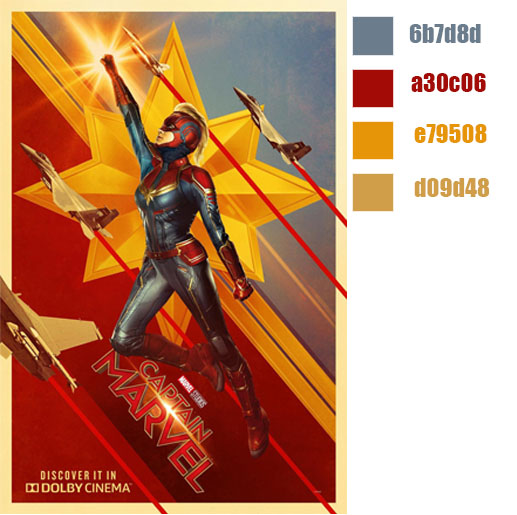 6b7d8d
a30c06
e79508
d09d48
MARVEL STUDIOS
CAPTAIN
MARVEL
DISCOVER IT IN
DOLBY CINEMA